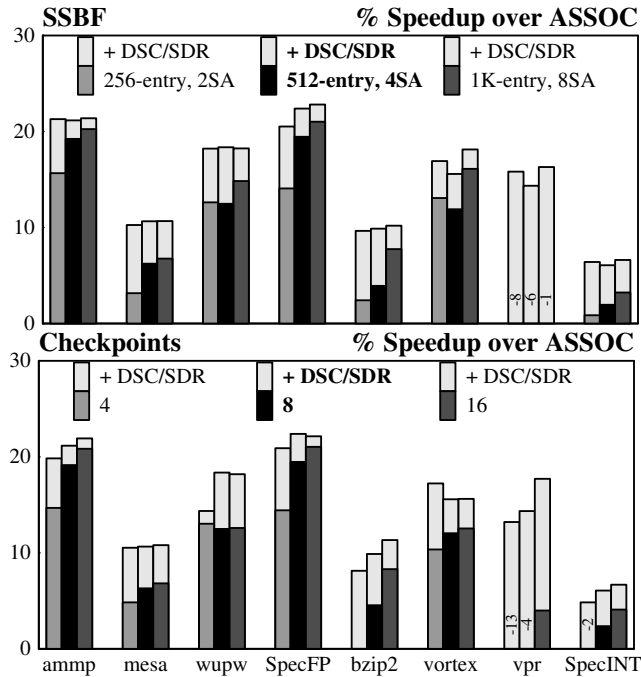 SSBF % Speedup over ASSOC
30
+ DSC/SDR + DSC/SDR + DSC/SDR
256-entry, 2SA 512-entry, 4SA 1K-entry, 8SA
20
10
-8 -6 -1
0
Checkpoints % Speedup over ASSOC
30
+ DSC/SDR + DSC/SDR + DSC/SDR
4 8 16
20
10
-13 -4 -2
0
ammp mesa wupw SpecFP bzip2 vortex vpr SpecINT